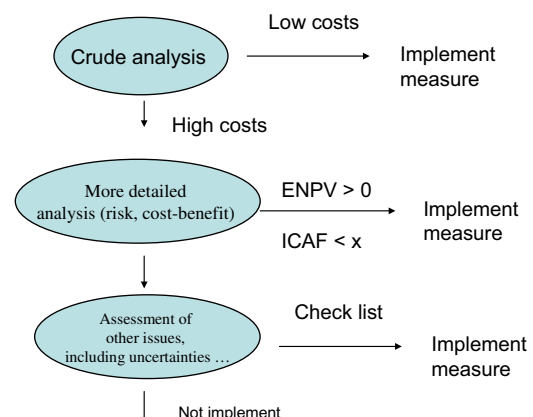 Low costs
Crude analysis
Implement
measure
High costs
More detailed
analysis (risk, cost-benefit)
ENPV > 0
ICAF < x
Implement
measure
Assessment of
other issues,
including uncertainties …
Check list
Implement
measure
Not implement